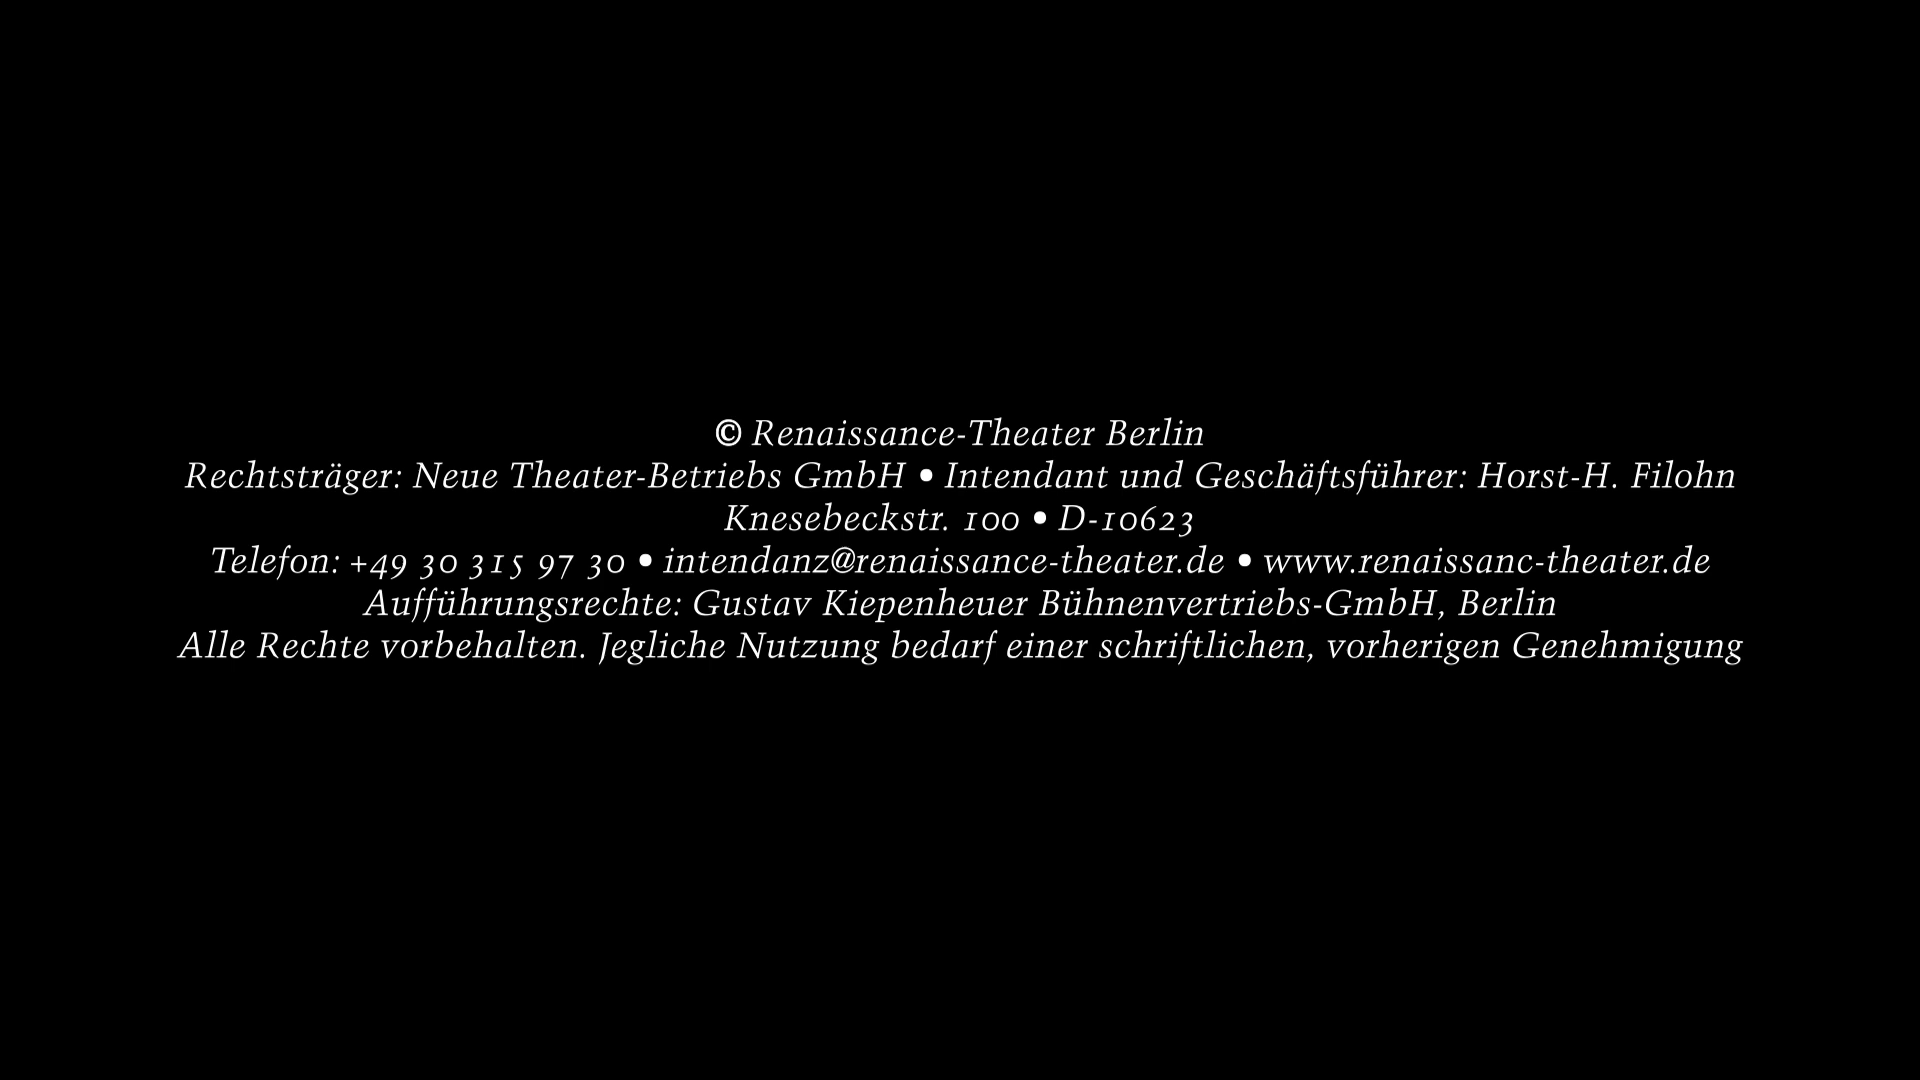 © Renaissance-Theater Berlin
Rechtsträger: Neue Theater-Betriebs GmbH • Intendant und Geschäftsführer: Horst-H. Filohn
Knesebeckstr. 100 • D-10623
Telefon: +49 30 315 97 30 • intendanz@renaissance-theater.de • www.renaissanc-theater.de
Aufführungsrechte: Gustav Kiepenheuer Bühnenvertriebs-GmbH, Berlin
Alle Rechte vorbehalten. Jegliche Nutzung bedarf einer schriftlichen, vorherigen Genehmigung